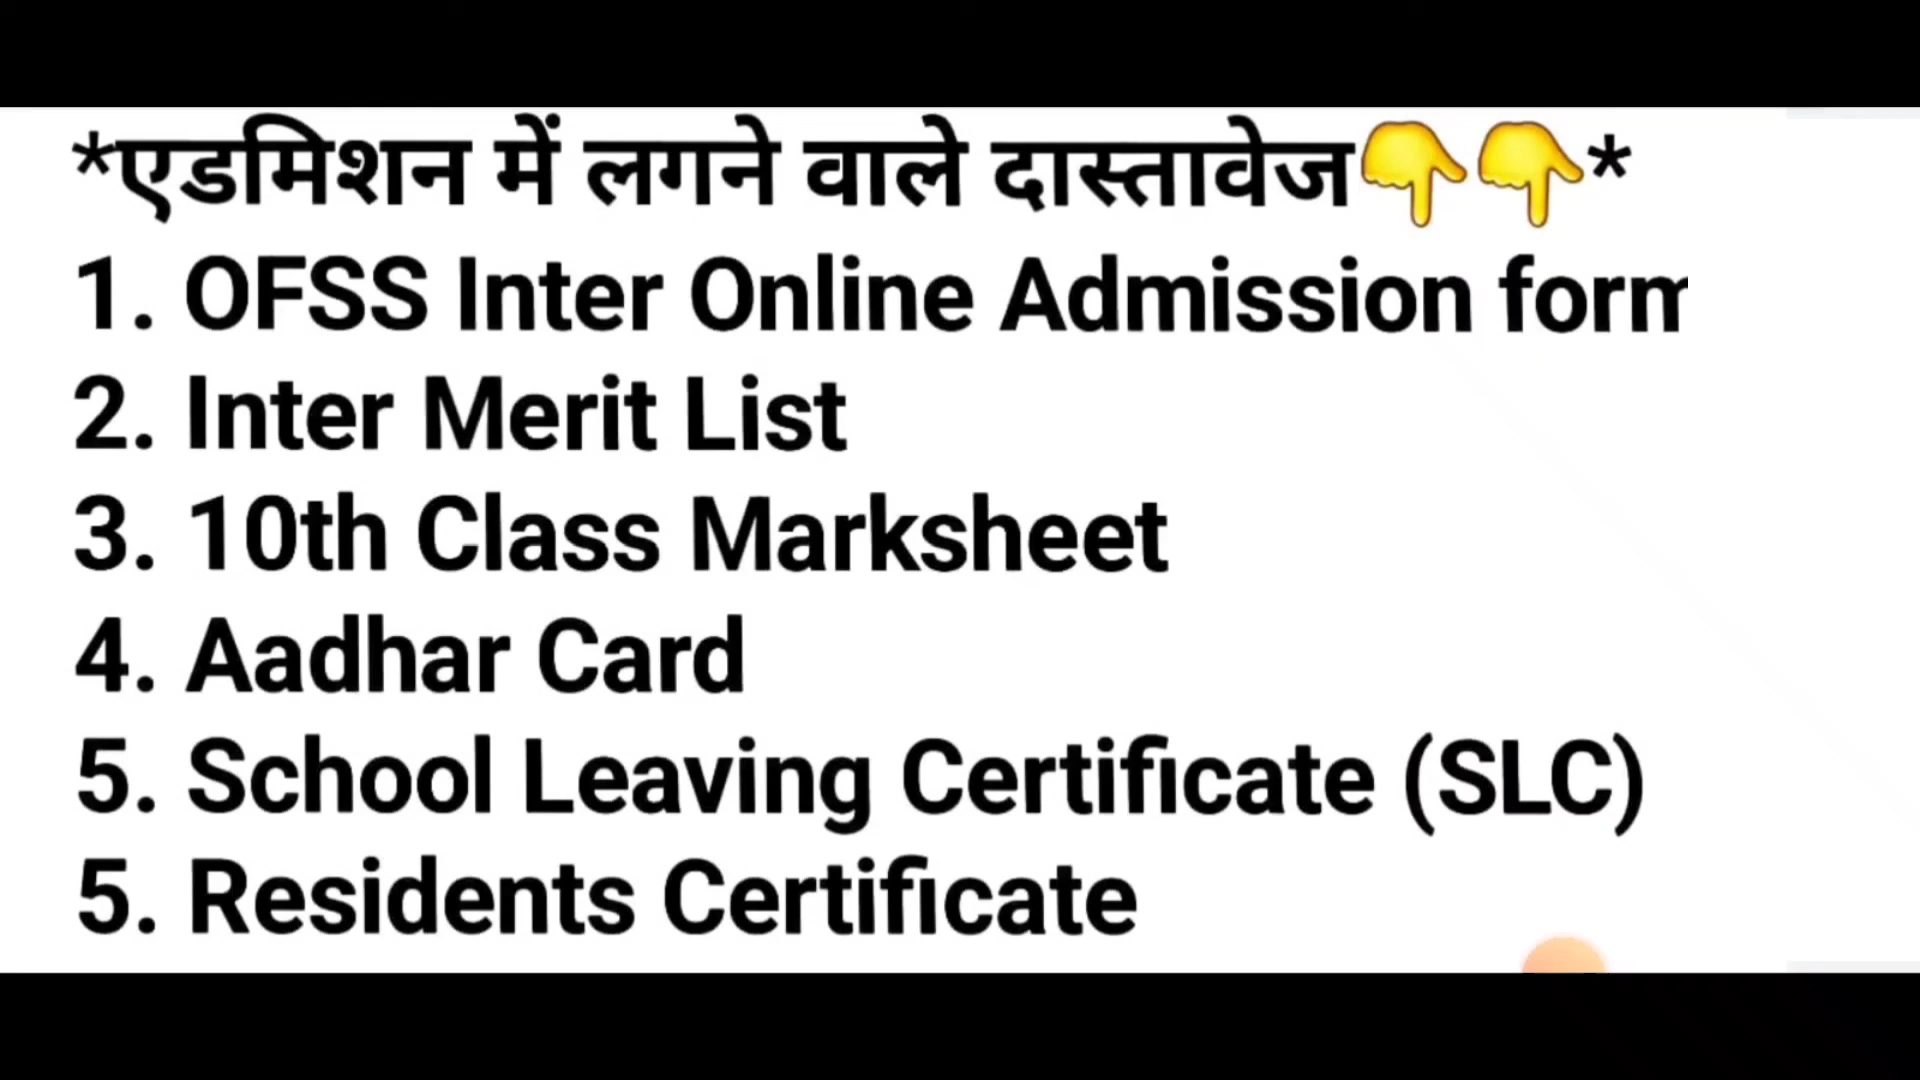 *एडमिशन में लगने वाले दास्तावेज👇👇*
1. OFSS Inter Online Admission form
2. Inter Merit List
3. 10th Class Marksheet
4. Aadhar Card
5. School Leaving Certificate (SLC)
5. Residents Certificate